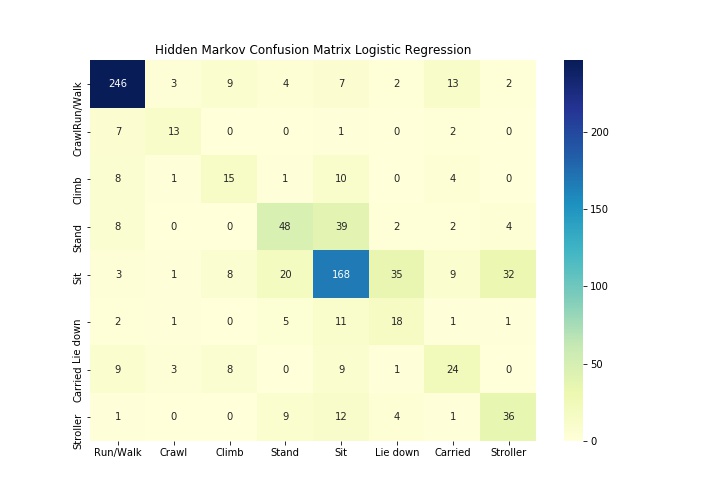 Hidden Markov Confusion Matrix Logistic Regression
Run/Walk 246 3 9 4 7 2 13 2
Crawl 7 13 0 0 1 0 2 0
Climb 8 1 15 1 10 0 4 0
Stand 8 0 0 48 39 2 2 4
Sit 3 1 8 20 168 35 9 32
Lie down 2 1 0 5 11 18 1 1
Carried 9 3 8 0 9 1 24 0
Stroller 1 0 0 9 12 4 1 36
Run/Walk Crawl Climb Stand Sit Lie down Carried Stroller
200
150
100
50
0